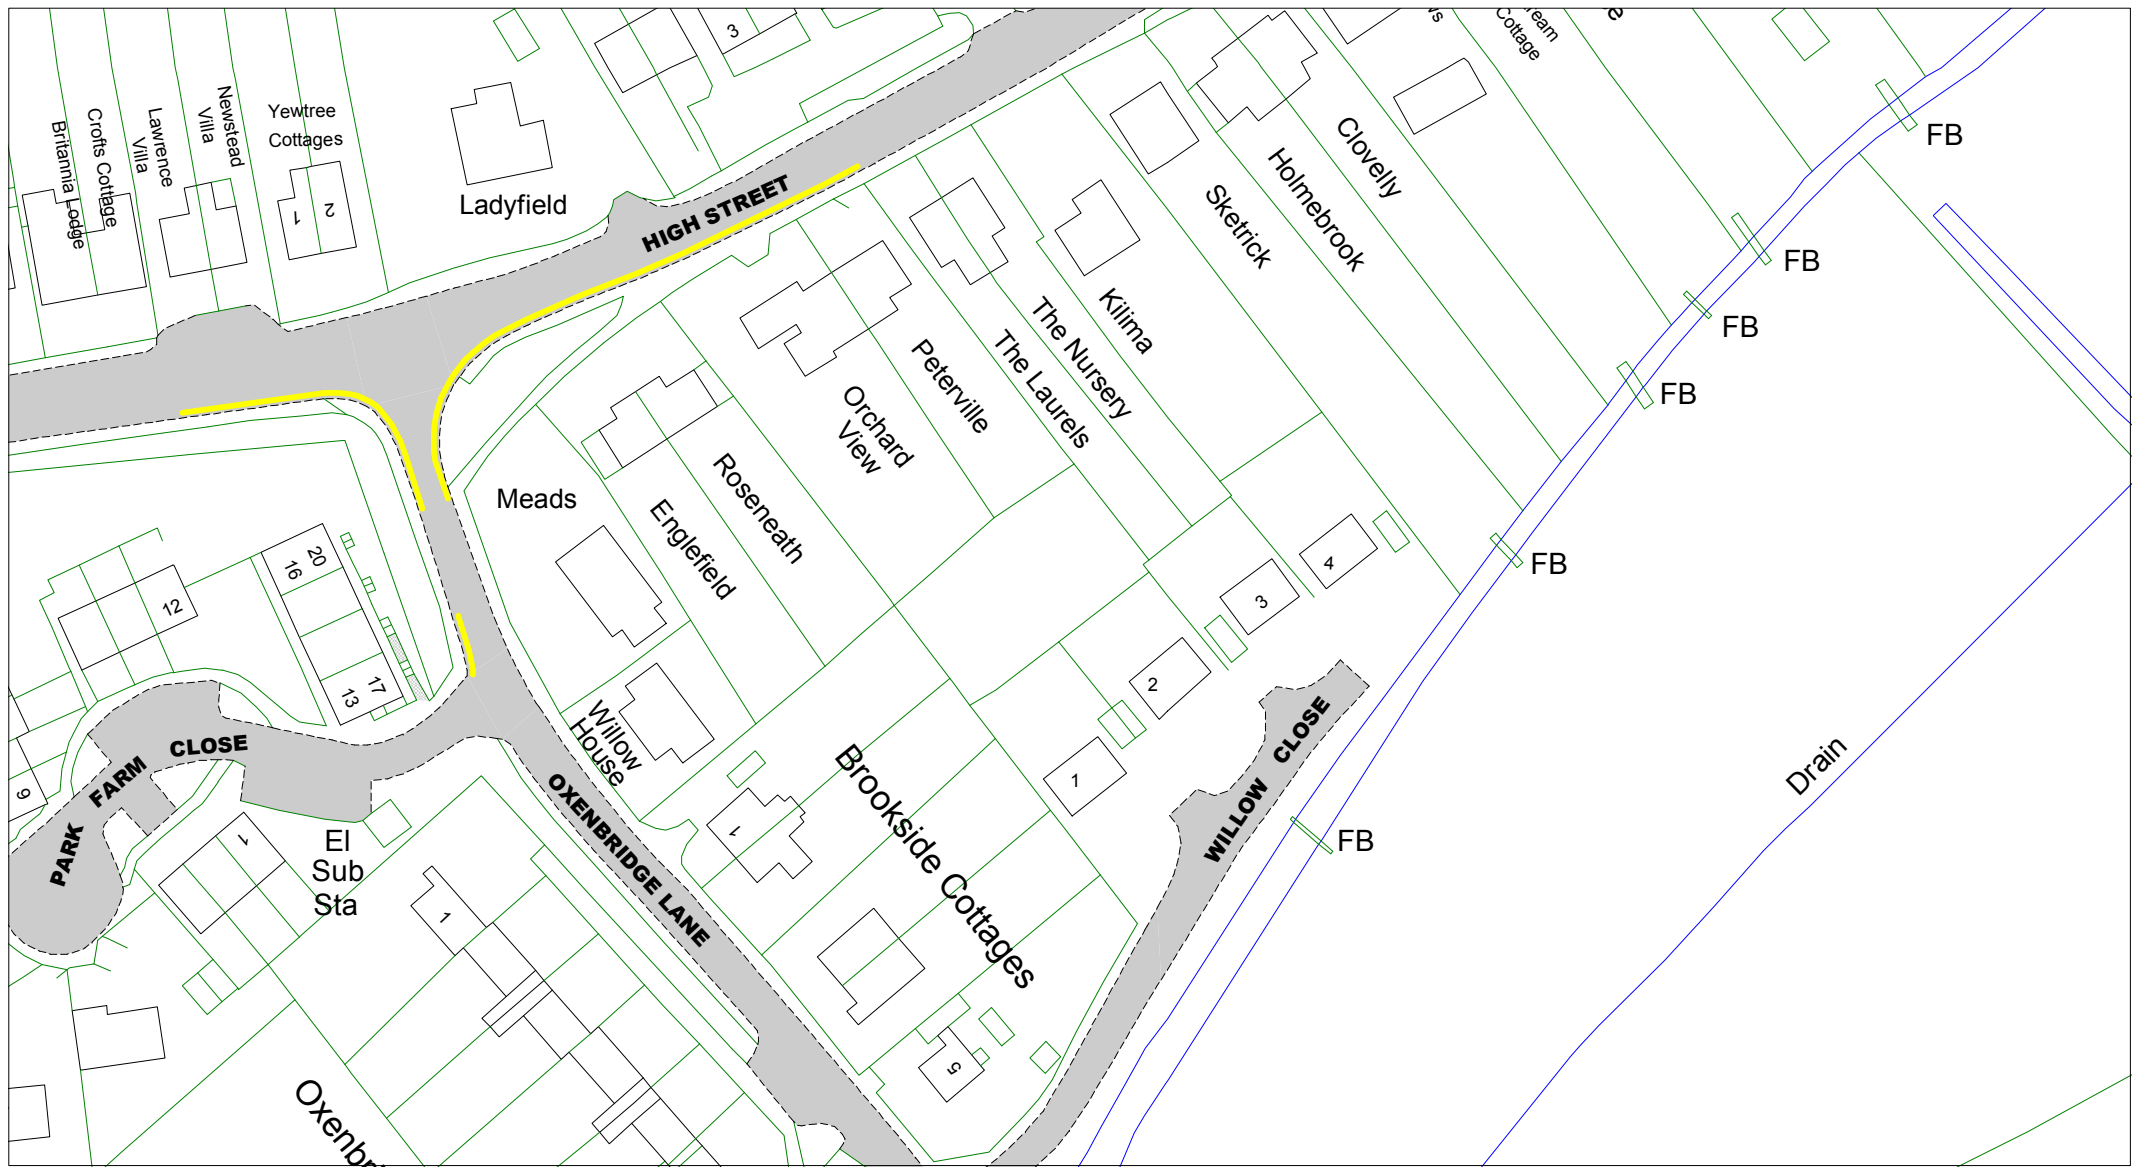 3
Cottage
Yewtree
Cottages
Newstead
Villa
Lawrence
Villa
Crofts Cottage
Britannia Lodge
1
2
Ladyfield
HIGH STREET
Clovelly
Holmebrook
Sketrick
Kilima
The Nursery
The Laurels
Peterville
Orchard
View
Roseneath
Englefield
Meads
FB
FB
FB
FB
FB
FB
Drain
20
16
12
17
13
9
PARK FARM CLOSE
1
El
Sub
Sta
Willow
House
OXENBRIDGE LANE
1
1
Brookside Cottages
5
4
3
2
1
WILLOW CLOSE